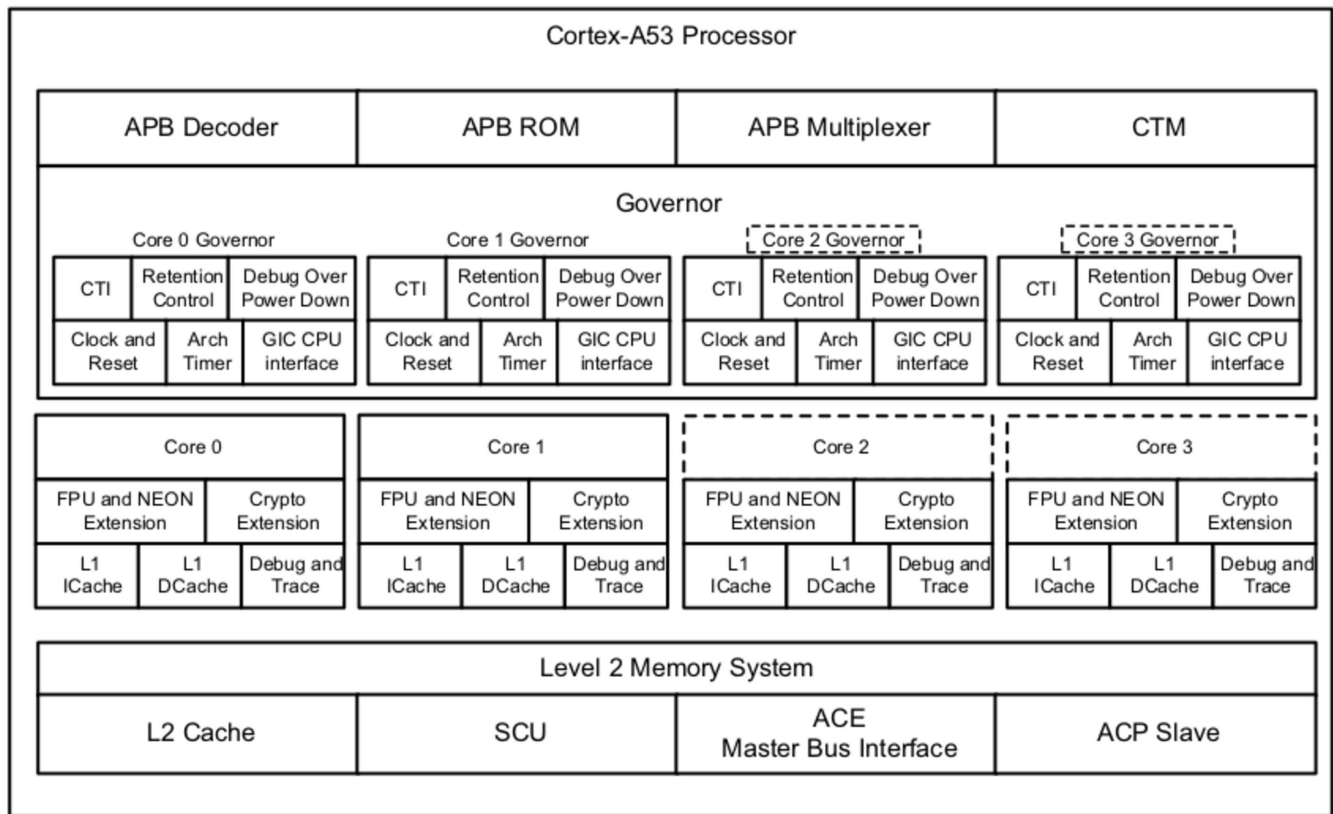 Cortex-A53 Processor
APB Decoder
APB ROM
APB Multiplexer
CTM
Governor
Core 0 Governor
CTI
Retention
Control
Debug Over
Power Down
Clock and
Reset
Arch
Timer
GIC CPU
interface
Core 1 Governor
CTI
Retention
Control
Debug Over
Power Down
Clock and
Reset
Arch
Timer
GIC CPU
interface
Core 2 Governor
CTI
Retention
Control
Debug Over
Power Down
Clock and
Reset
Arch
Timer
GIC CPU
interface
Core 3 Governor
CTI
Retention
Control
Debug Over
Power Down
Clock and
Reset
Arch
Timer
GIC CPU
interface
Core 0
FPU and NEON
Extension
Crypto
Extension
L1
ICache
L1
DCache
Debug and
Trace
Core 1
FPU and NEON
Extension
Crypto
Extension
L1
ICache
L1
DCache
Debug and
Trace
Core 2
FPU and NEON
Extension
Crypto
Extension
L1
ICache
L1
DCache
Debug and
Trace
Core 3
FPU and NEON
Extension
Crypto
Extension
L1
ICache
L1
DCache
Debug and
Trace
Level 2 Memory System
L2 Cache
SCU
ACE
Master Bus Interface
ACP Slave